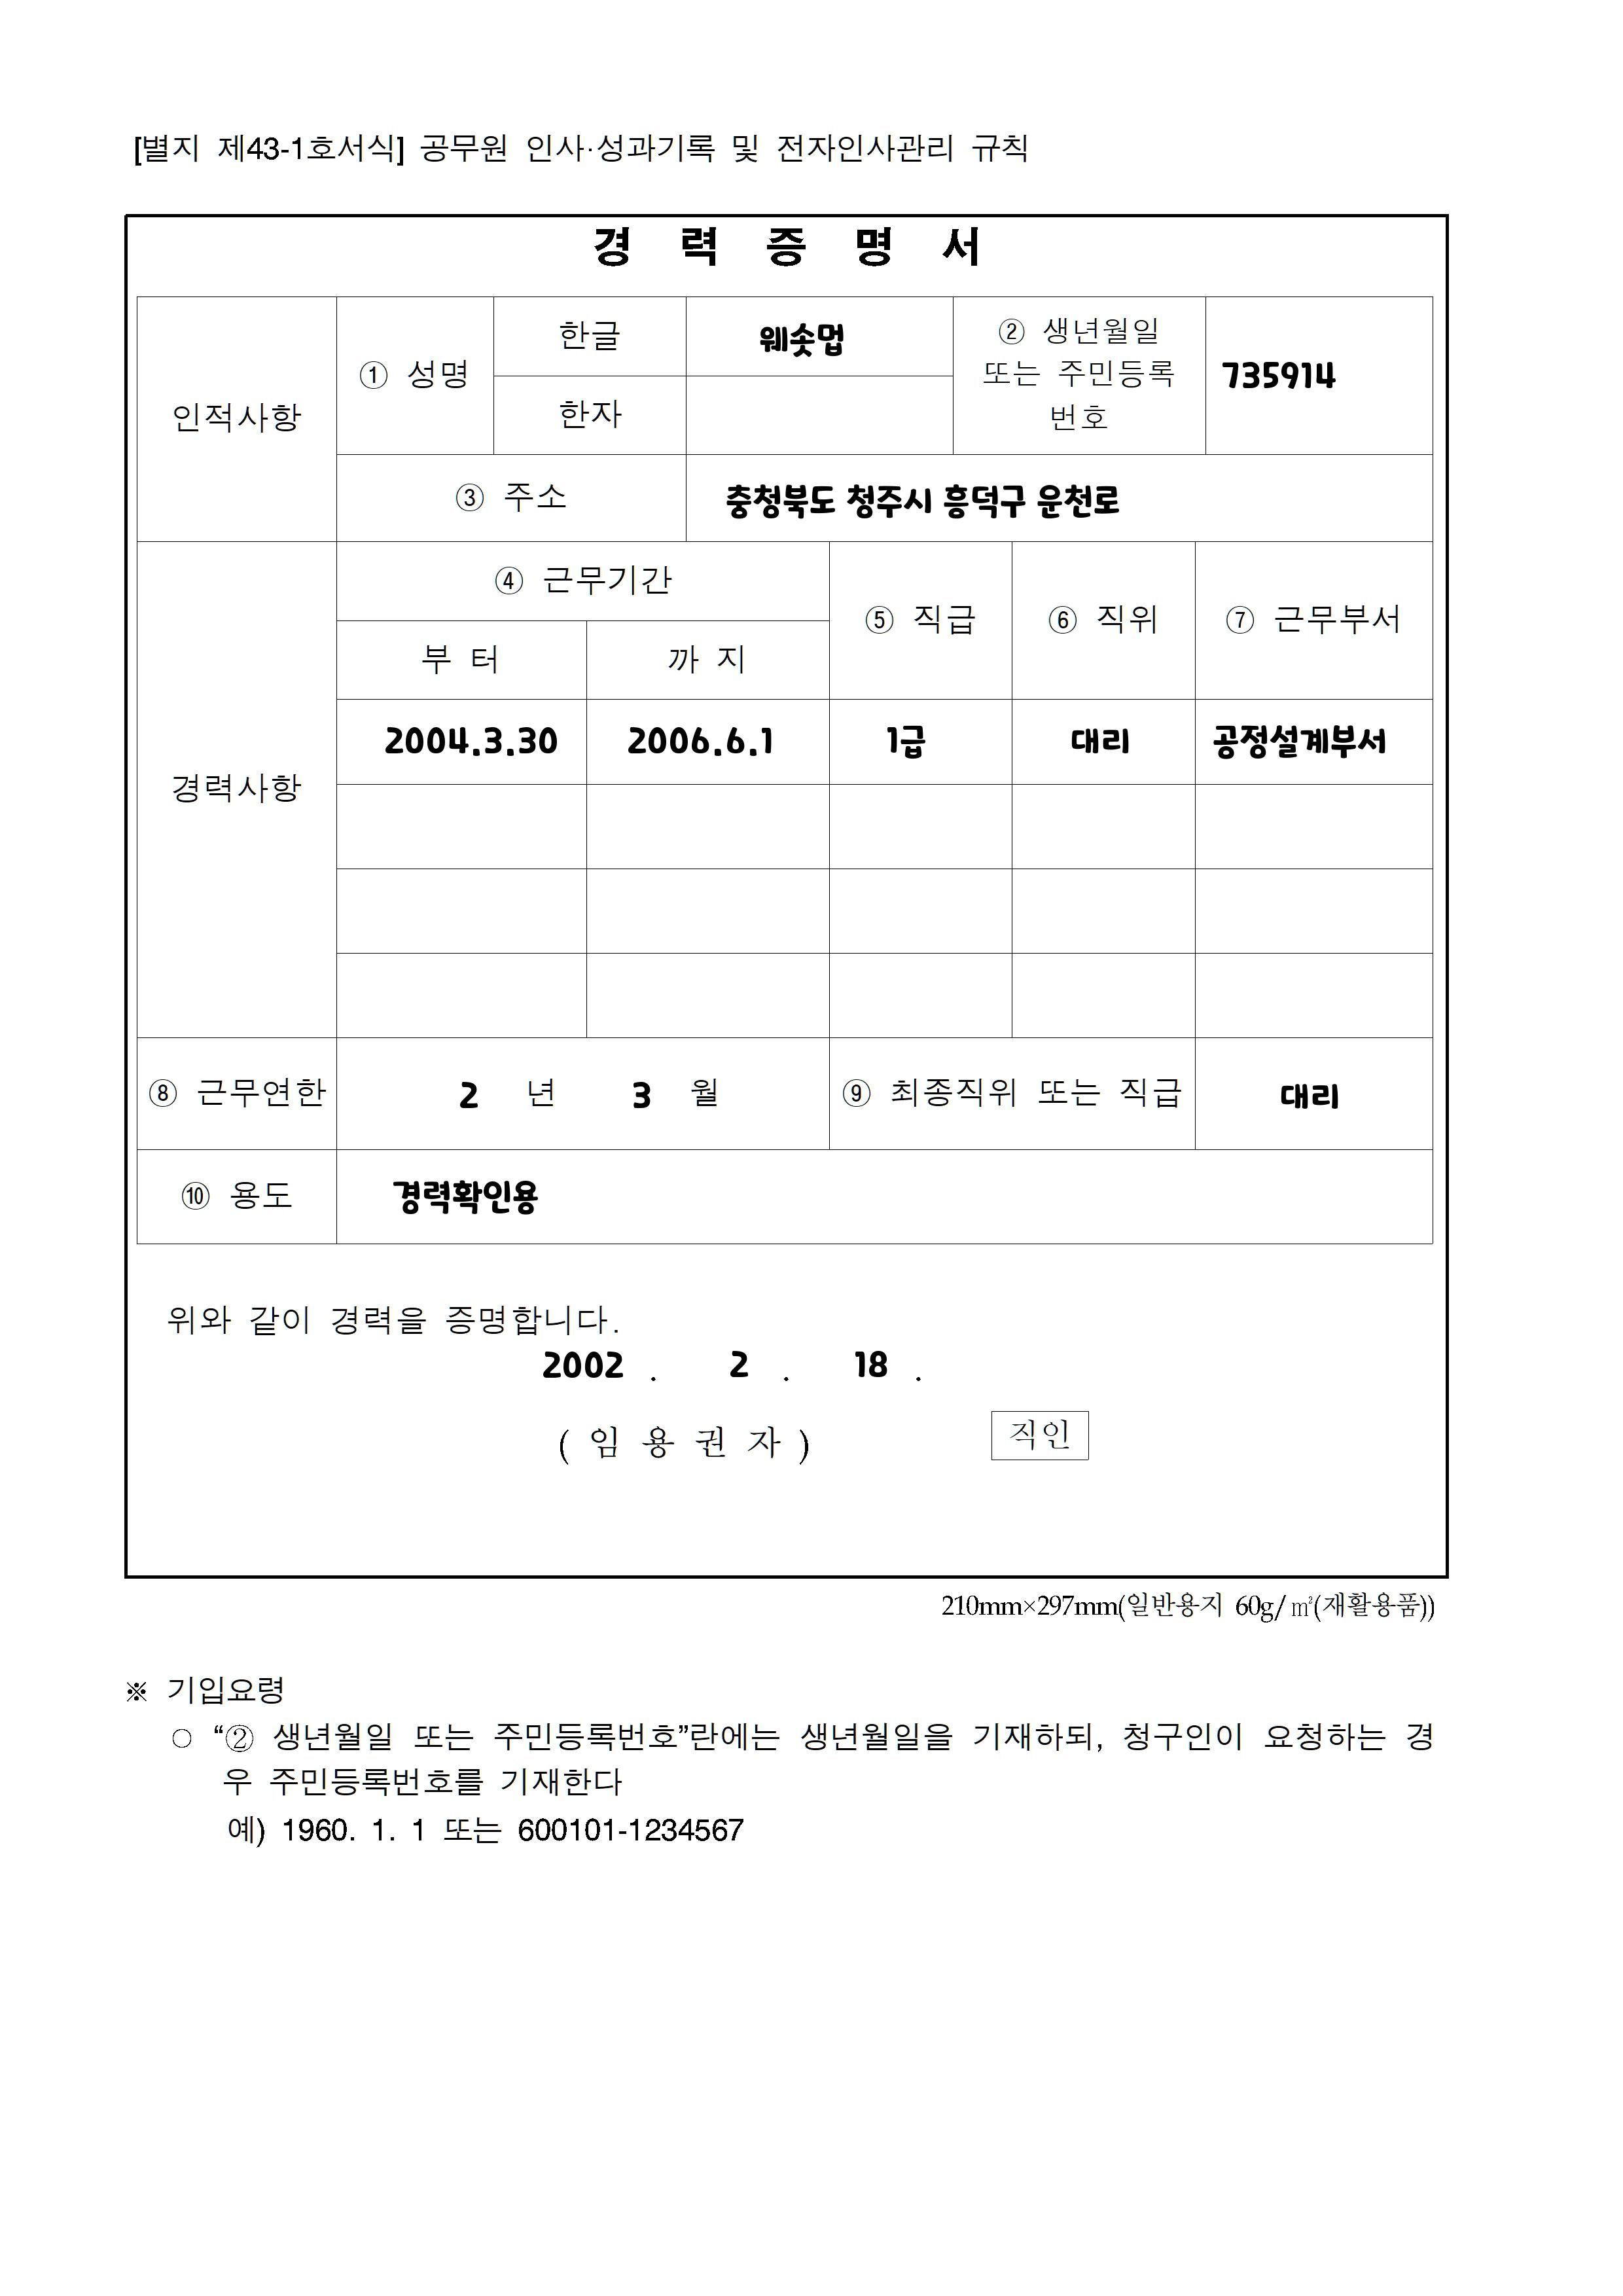 [별지 제43-1호서식] 공무원 인사·성과기록 및 전자인사관리 규칙
경 력 증 명 서
인적사항
① 성명
한글
웨솟멉
② 생년월일
또는 주민등록
번호
735914
한자
③ 주소
충청북도 청주시 흥덕구 운천로
경력사항
④ 근무기간
⑤ 직급
⑥ 직위
⑦ 근무부서
부 터
까 지
2004.3.30
2006.6.1
1급
대리
공정설계부서
⑧ 근무연한
2 년 3 월
⑨ 최종직위 또는 직급
대리
⑩ 용도
경력확인용
위와 같이 경력을 증명합니다.
2002 . 2 . 18 .
( 임 용 권 자 )
직인
210mm×297mm(일반용지 60g/㎡(재활용품))
※ 기입요령
○ “② 생년월일 또는 주민등록번호”란에는 생년월일을 기재하되, 청구인이 요청하는 경
우 주민등록번호를 기재한다
예) 1960. 1. 1 또는 600101-1234567